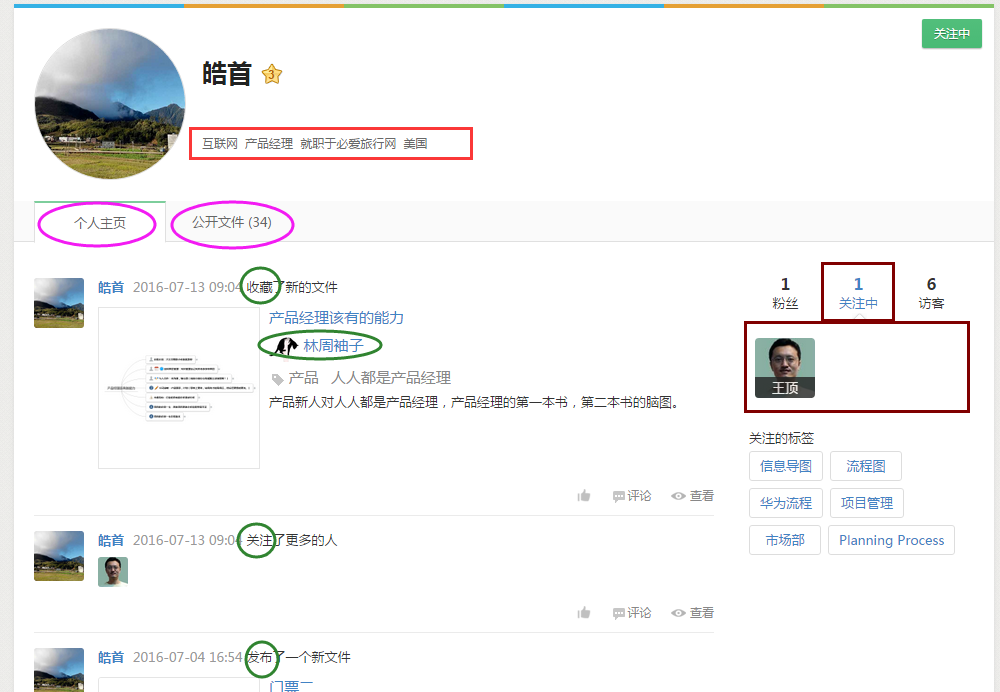 关注中
皓首 3
互联网 产品经理 就职于必爱旅行网 美国
个人主页 公开文件 (34)
皓首 2016-07-13 09:04 收藏了新的文件
产品经理该有的能力
林周袖子
产品 人人都是产品经理
产品新人对人人都是产品经理，产品经理的第一本书，第二本书的脑图。
评论 查看
皓首 2016-07-13 09:04 关注了更多的人
评论 查看
皓首 2016-07-04 16:54 发布了一个新文件
1 1 6
粉丝 关注中 访客
王顶
关注的标签
信息导图 流程图
华为流程 项目管理
市场部 Planning Process